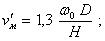 v'ₘ = 1,3 ω₀ D / H ;